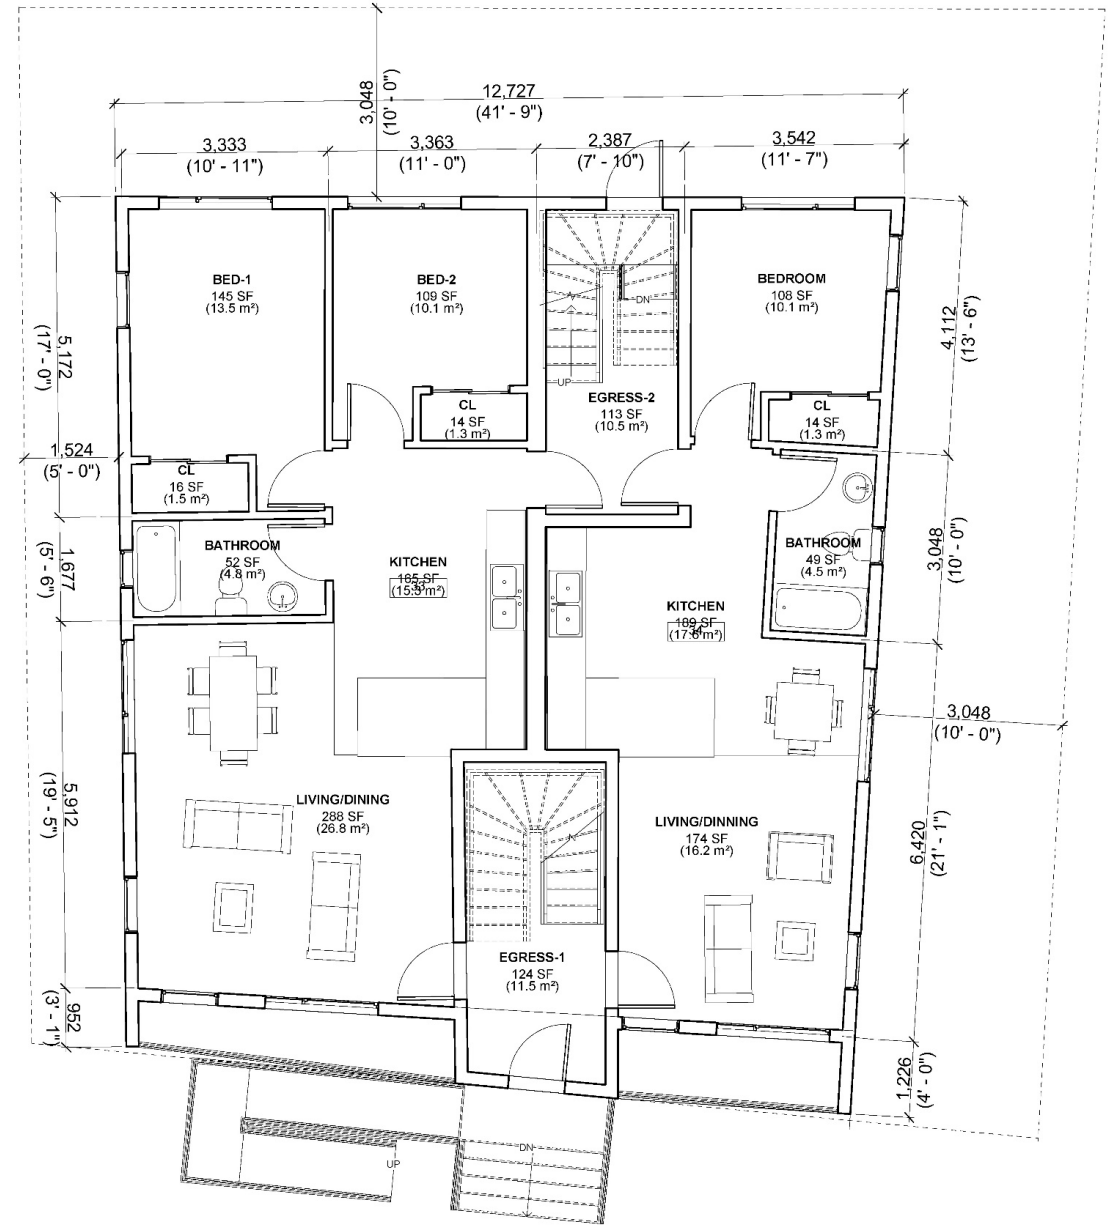 12,727
(41' - 9")
3,048
(10' - 0")
3,333
(10' - 11")
3,363
(11' - 0")
2,387
(7' - 10")
3,542
(11' - 7")
BED-1
145 SF
(13.5 m²)
BED-2
109 SF
(10.1 m²)
BEDROOM
108 SF
(10.1 m²)
DN
UP
5,172
(17' - 0")
4,112
(13' - 6")
EGRESS-2
113 SF
(10.5 m²)
CL
14 SF
(1.3 m²)
CL
14 SF
(1.3 m²)
1,524
(5' - 0")
CL
16 SF
(1.5 m²)
1,677
(5' - 6")
BATHROOM
52 SF
(4.8 m²)
KITCHEN
165 SF
BATHROOM
49 SF
(4.5 m²)
3,048
(10' - 0")
KITCHEN
189 SF
3,048
(10' - 0")
5,912
(19' - 5")
LIVING/DINING
288 SF
(26.8 m²)
LIVING/DINNING
174 SF
(16.2 m²)
6,420
(21' - 1")
EGRESS-1
124 SF
(11.5 m²)
952
(3' - 1")
1,226
(4' - 0")
DN
UP